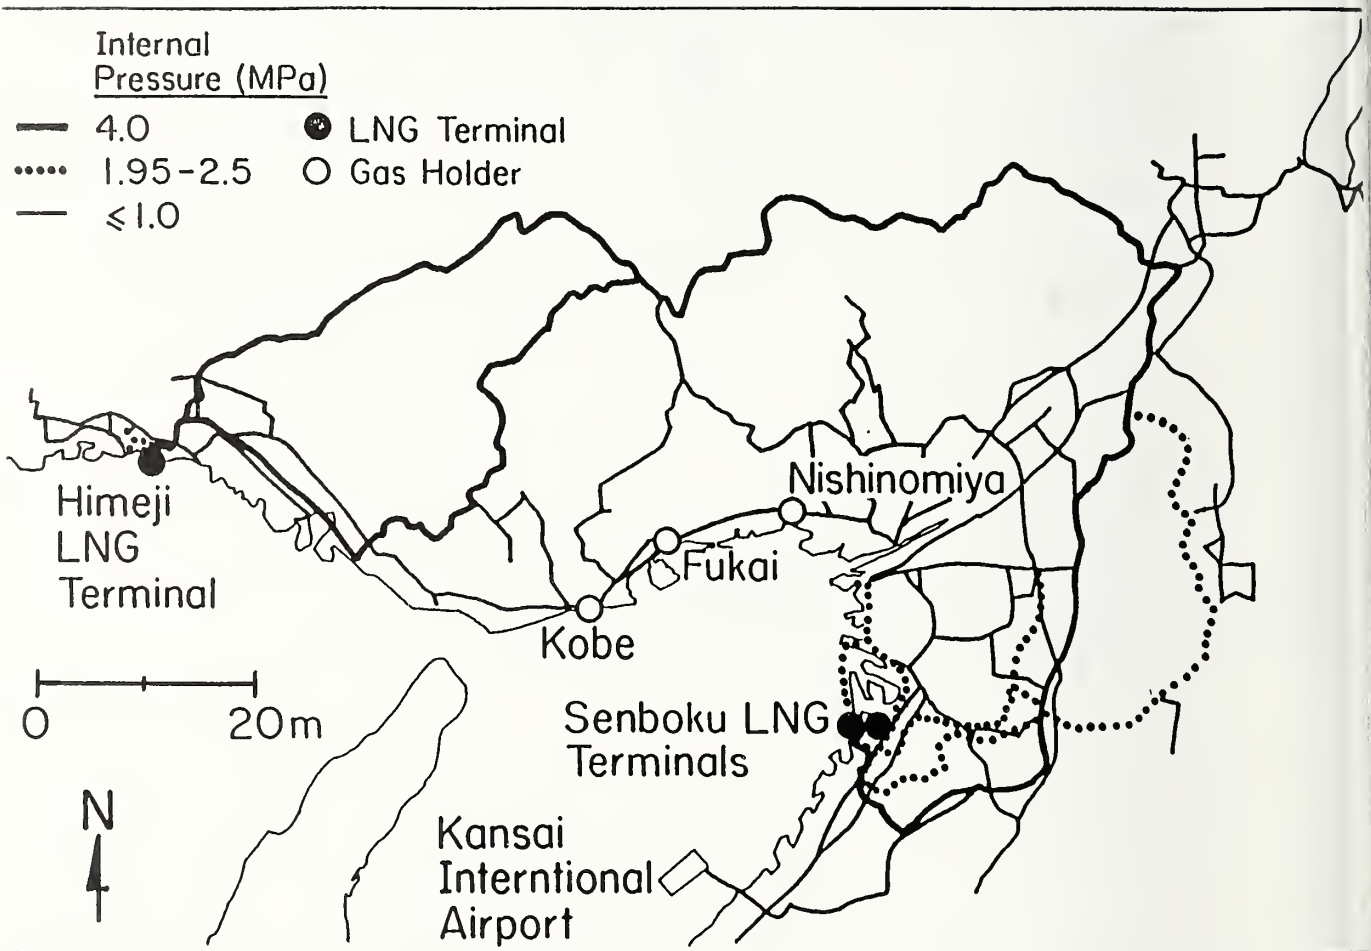 Internal
Pressure (MPa)
4.0
LNG Terminal
1.95-2.5
Gas Holder
≤1.0
Nishinomiya
Himeji
LNG
Terminal
Fukai
Kobe
0 20m
Senboku LNG
Terminals
N
Kansai
Interntional
Airport